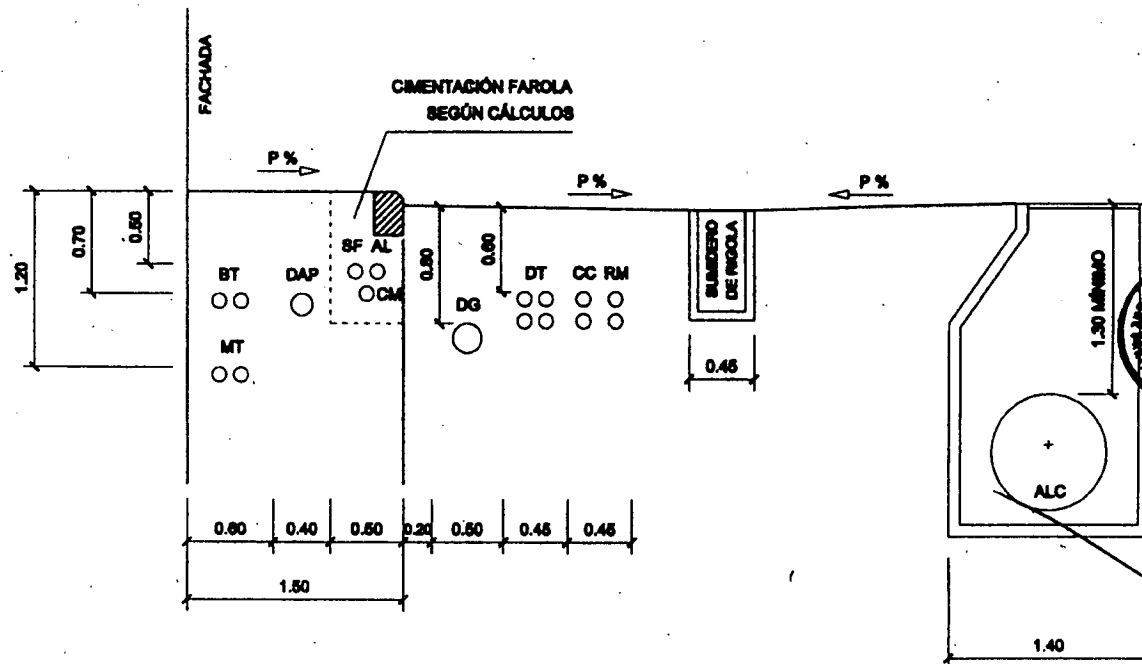 FACHADA
CIMENTACIÓN FAROLA
SEGÚN CÁLCULOS
P %
P %
P %
0.50
0.70
1.20
BT
DAP
SF AL
CM
MT
0.80
DG
0.60
DT
CC RM
SUMIDERO
DE RIGOLA
0.45
1.30 MÍNIMO
ALC
0.60
0.40
0.50
0.20
0.50
0.45
0.45
1.50
1.40